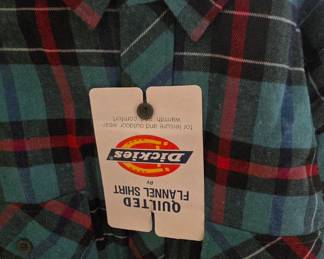 QUILTED
FLANNEL SHIRT
BY
Dickies
for leisure and outdoor wear
warmth and comfort